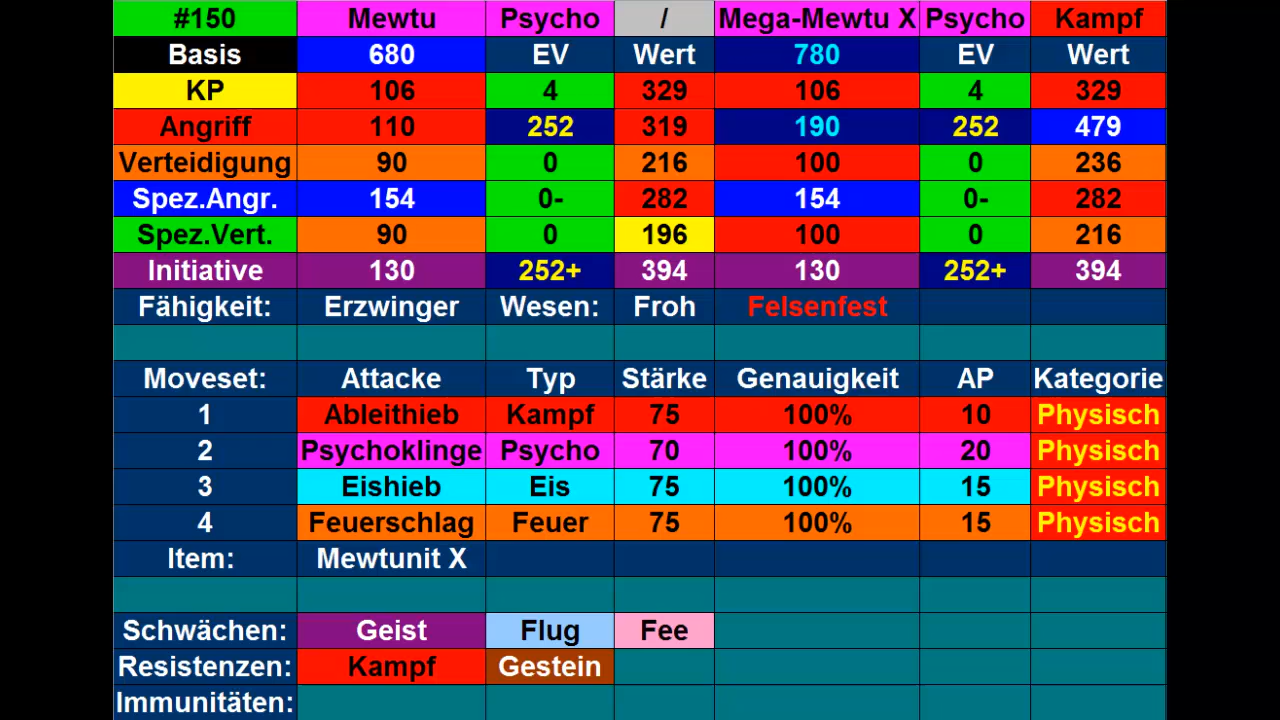 #150 Mewtu Psycho / Mega-Mewtu X Psycho Kampf
Basis 680 EV Wert 780 EV Wert
KP 106 4 329 106 4 329
Angriff 110 252 319 190 252 479
Verteidigung 90 0 216 100 0 236
Spez.Angr. 154 0- 282 154 0- 282
Spez.Vert. 90 0 196 100 0 216
Initiative 130 252+ 394 130 252+ 394
Fähigkeit: Erzwinger Wesen: Froh Felsenfest
Moveset: Attacke Typ Stärke Genauigkeit AP Kategorie
1 Ableithieb Kampf 75 100% 10 Physisch
2 Psychoklinge Psycho 70 100% 20 Physisch
3 Eishieb Eis 75 100% 15 Physisch
4 Feuerschlag Feuer 75 100% 15 Physisch
Item: Mewtunit X
Schwächen: Geist Flug Fee
Resistenzen: Kampf Gestein
Immunitäten: